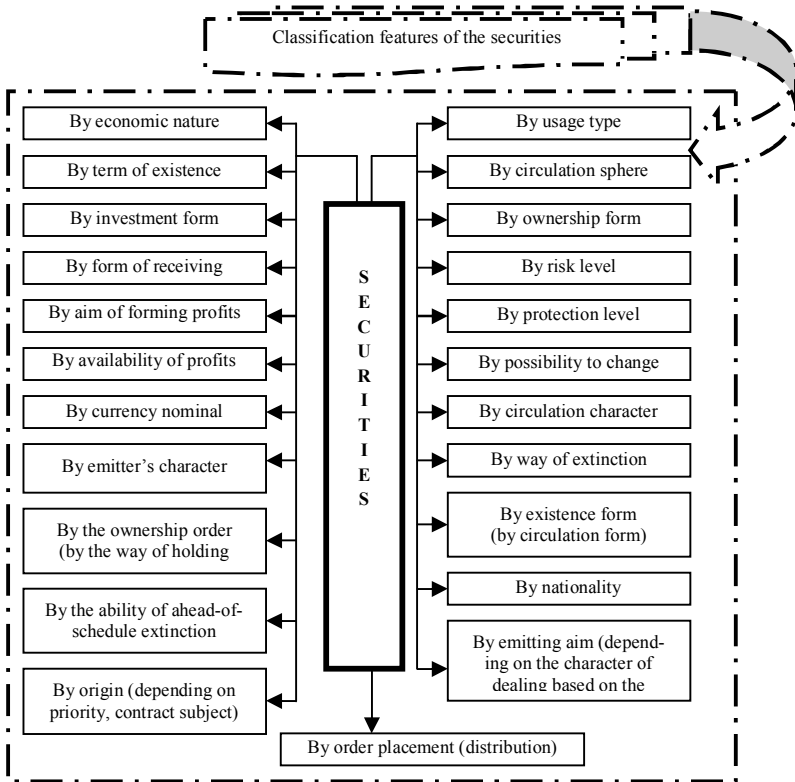 Classification features of the securities
By economic nature
By term of existence
By investment form
By form of receiving
By aim of forming profits
By availability of profits
By currency nominal
By emitter’s character
By the ownership order
(by the way of holding
By the ability of ahead-of-
schedule extinction
By origin (depending on
priority, contract subject)
SECURITIES
By usage type
By circulation sphere
By ownership form
By risk level
By protection level
By possibility to change
By circulation character
By way of extinction
By existence form
(by circulation form)
By nationality
By emitting aim (depend-
ing on the character of
dealing based on the
By order placement (distribution)